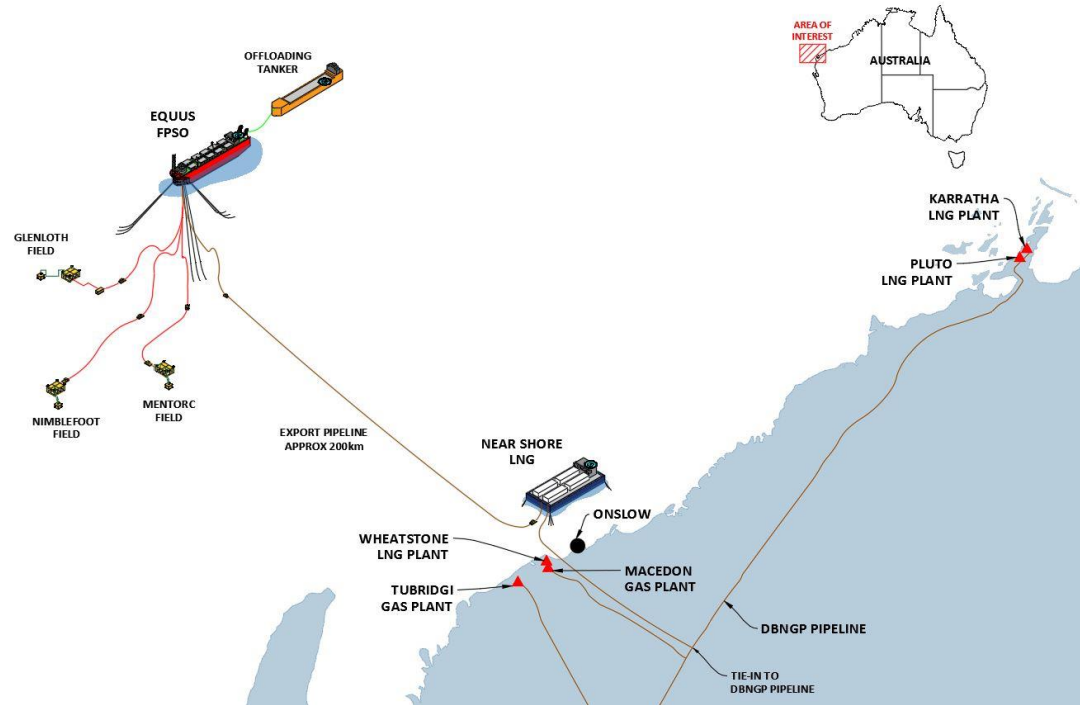 AREA OF
INTEREST
AUSTRALIA
OFFLOADING
TANKER
EQUUS
FPSO
KARRATHA
LNG PLANT
GLENLOTH
FIELD
PLUTO
LNG PLANT
MENTORC
FIELD
NIMBLEFOOT
FIELD
EXPORT PIPELINE
APPROX 200km
NEAR SHORE
LNG
ONSLOW
WHEATSTONE
LNG PLANT
MACEDON
GAS PLANT
TUBRIDGI
GAS PLANT
DBNGP PIPELINE
TIE-IN TO
DBNGP PIPELINE